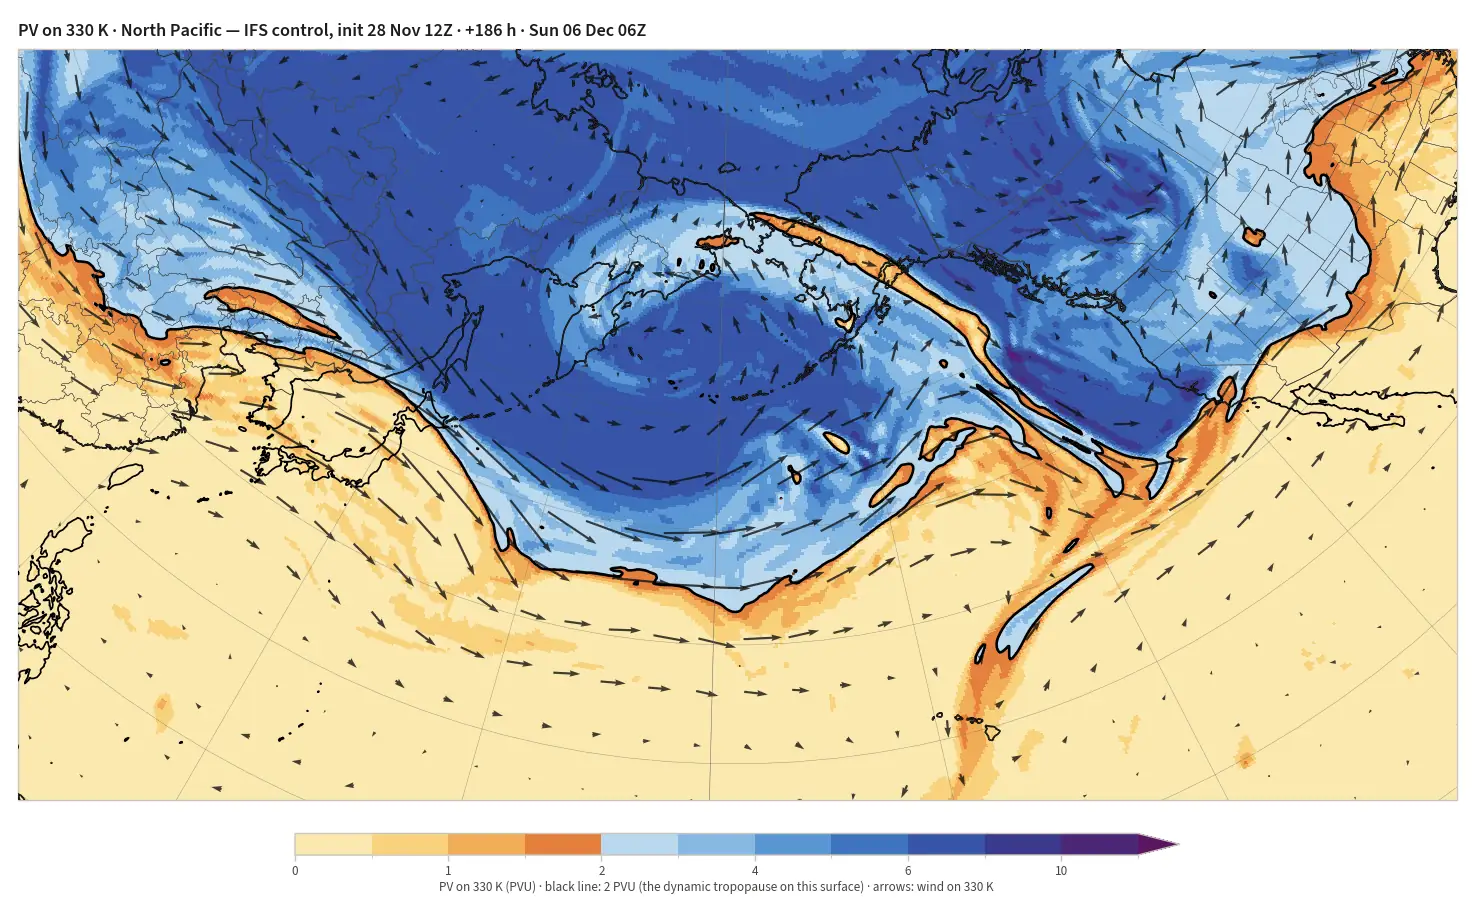 PV on 330 K · North Pacific — IFS control, init 28 Nov 12Z · +186 h · Sun 06 Dec 06Z
0 1 2 4 6 10
PV on 330 K (PVU) · black line: 2 PVU (the dynamic tropopause on this surface) · arrows: wind on 330 K